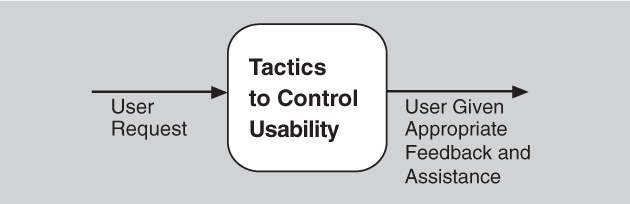 User
Request
Tactics
to Control
Usability
User Given
Appropriate
Feedback and
Assistance